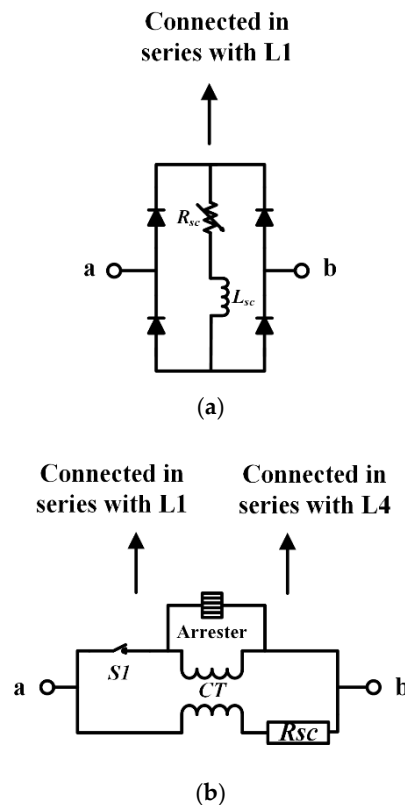 Connected in
series with L1
Rsc
a
b
Lsc
(a)
Connected in
series with L1
Connected in
series with L4
Arrester
S1
CT
a
b
Rsc
(b)